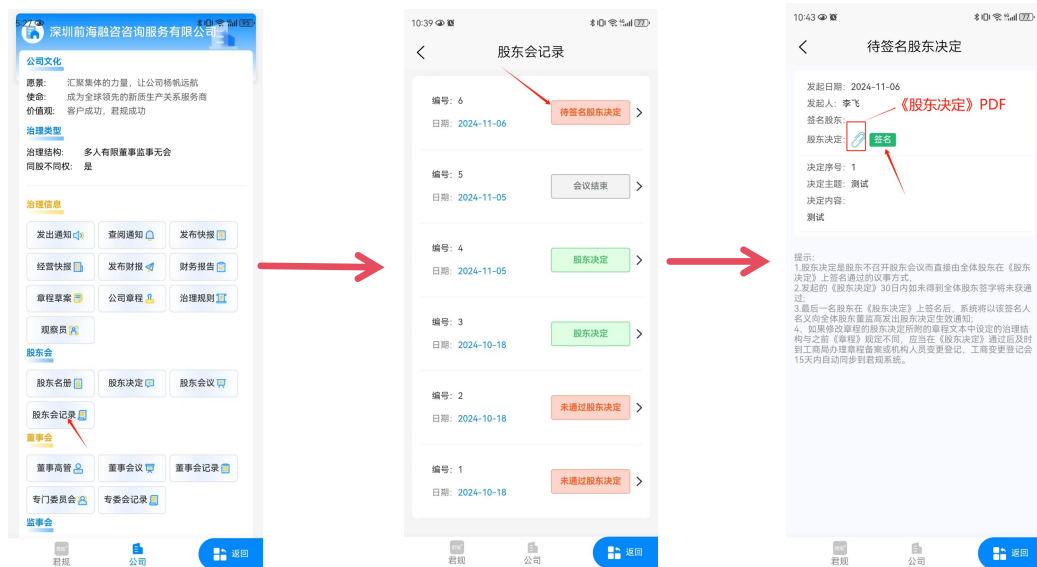 5:27
95
深圳前海融咨咨询服务有限公司
公司文化
愿景: 汇聚集体的力量，让公司杨帆远航
使命: 成为全球领先的新质生产关系服务商
价值观: 客户成功，君规成功
治理类型
治理结构: 多人有限董事监事无会
同股不同权: 是
治理信息
发出通知 查阅通知 发布快报
经营快报 发布财报 财务报告
章程草案 公司章程 治理规则
观察员
股东会
股东名册 股东决定 股东会议
股东会记录
董事会
董事高管 董事会议 董事会记录
专门委员会 专委会记录
监事会
君规 公司 返回
10:39
77
股东会记录
编号: 6
待签名股东决定
日期: 2024-11-06
编号: 5
会议结束
日期: 2024-11-05
编号: 4
股东决定
日期: 2024-11-05
编号: 3
股东决定
日期: 2024-10-18
编号: 2
未通过股东决定
日期: 2024-10-18
编号: 1
未通过股东决定
日期: 2024-10-18
君规 公司 返回
10:43
77
待签名股东决定
发起日期: 2024-11-06
发起人: 李飞
《股东决定》PDF
签名股东:
股东决定: 签名
决定序号: 1
决定主题: 测试
决定内容:
测试
提示:
1.股东决定是股东不召开股东会议而直接由全体股东在《股东
决定》上签名通过的议事方式,
2.发起的《股东决定》30日内如未得到全体股东签字将未获通
过;
3.最后一名股东在《股东决定》上签名后，系统将以该签名人
名义向全体股东董监高发出股东决定生效通知;
4、如果修改章程的股东决定所附的章程文本中设定的治理结
构与之前《章程》规定不同，应当在《股东决定》通过后及时
到工商局办理章程备案或机构人员变更登记，工商变更登记会
15天内自动同步到君规系统。
君规 公司 返回